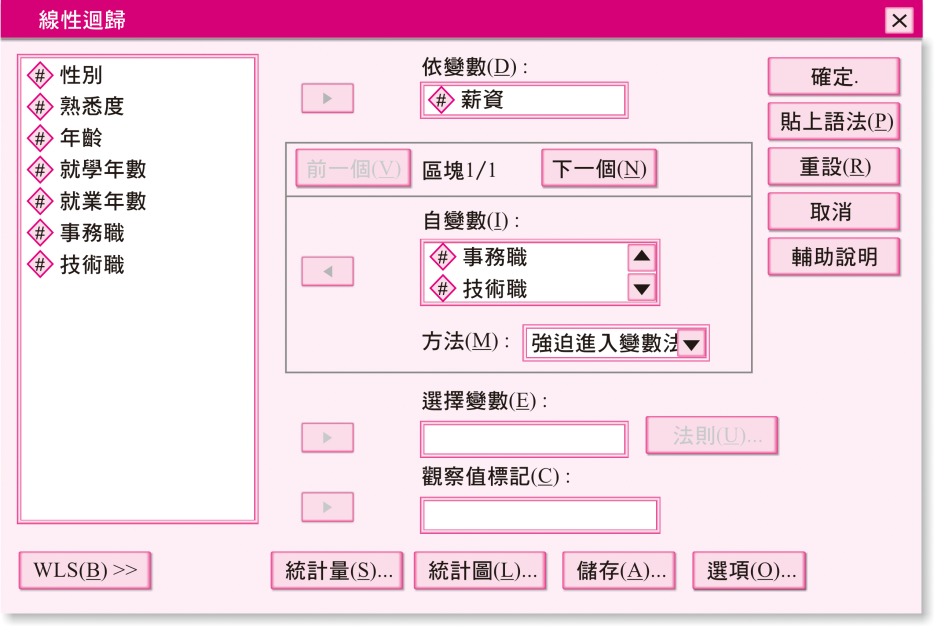 線性迴歸
性別
熟悉度
年齡
就學年數
就業年數
事務職
技術職
依變數(D)：
薪資
前一個(V)
區塊1/1
下一個(N)
自變數(I)：
事務職
技術職
方法(M)：
強迫進入變數法
選擇變數(E)：
法則(U)...
觀察值標記(C)：
確定.
貼上語法(P)
重設(R)
取消
輔助說明
WLS(B) >>
統計量(S)...
統計圖(L)...
儲存(A)...
選項(O)...